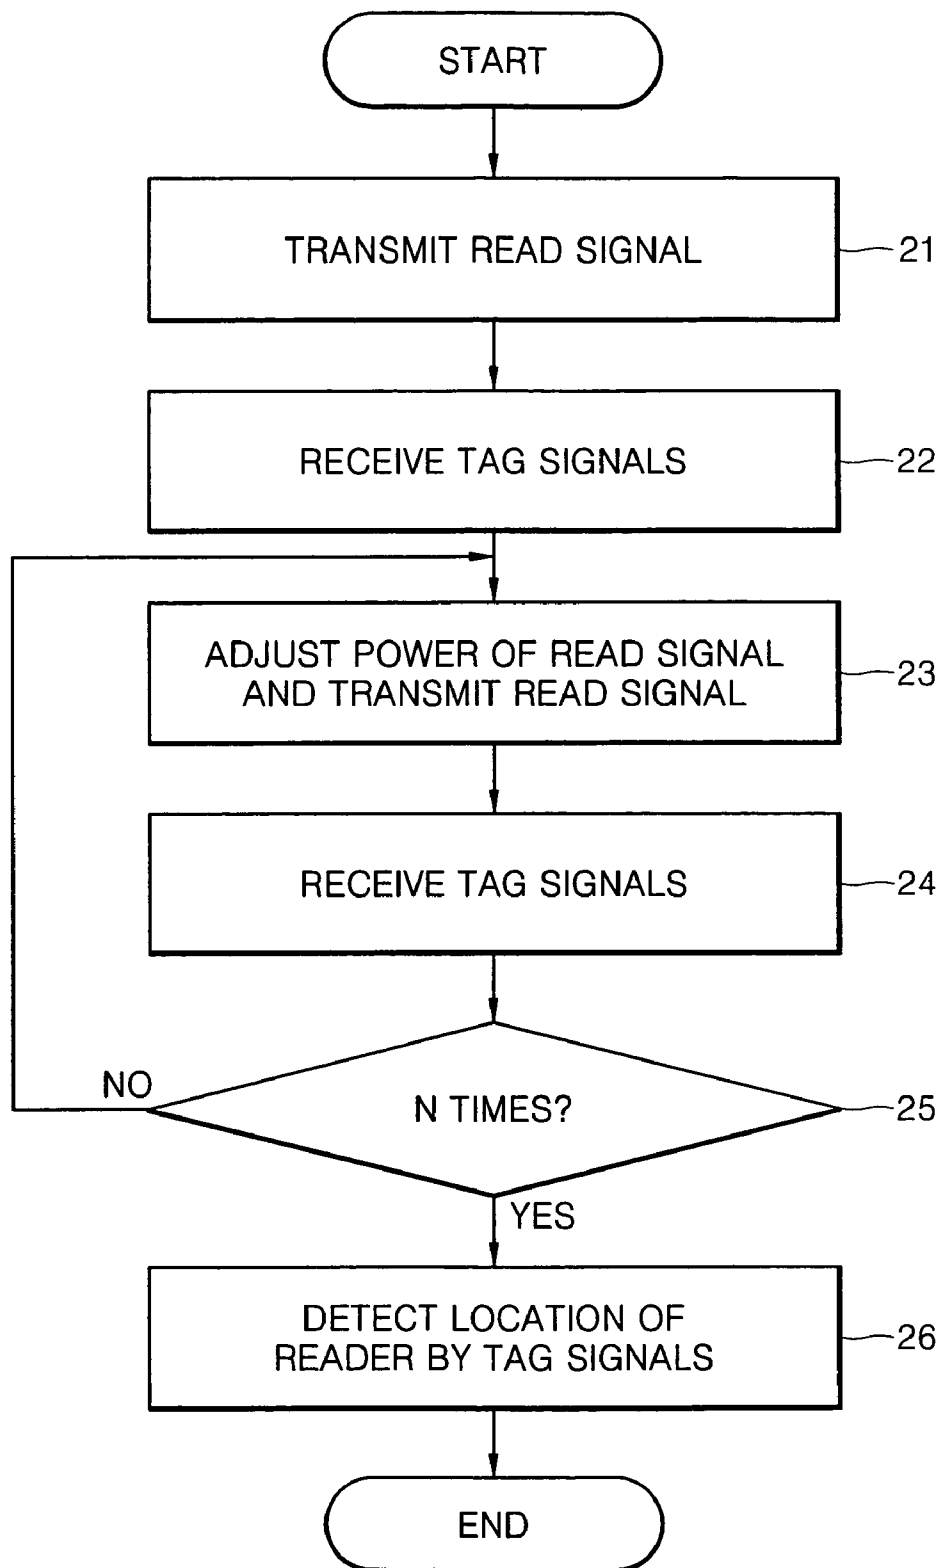 START
TRANSMIT READ SIGNAL
21
RECEIVE TAG SIGNALS
22
ADJUST POWER OF READ SIGNAL
AND TRANSMIT READ SIGNAL
23
RECEIVE TAG SIGNALS
24
NO
N TIMES?
25
YES
DETECT LOCATION OF
READER BY TAG SIGNALS
26
END